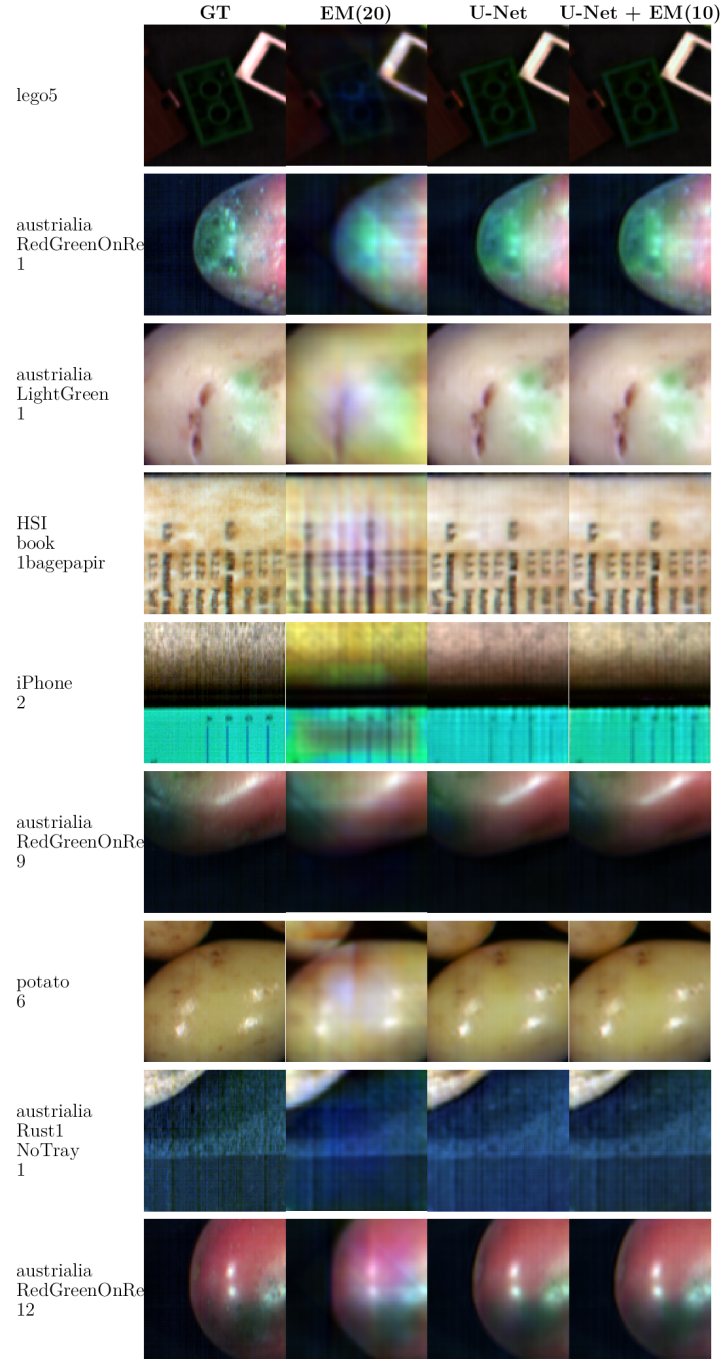 GT EM(20) U-Net U-Net + EM(10)
lego5
austrialia
RedGreenOnRe
1
austrialia
LightGreen
1
HSI
book
1bagepapir
iPhone
2
austrialia
RedGreenOnRe
9
potato
6
austrialia
Rust1
NoTray
1
austrialia
RedGreenOnRe
12